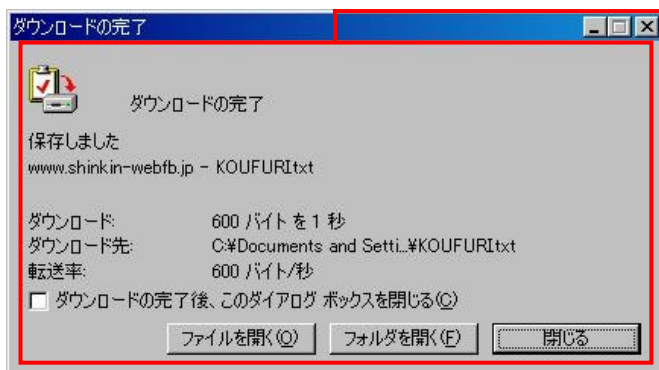 ダウンロードの完了
ダウンロードの完了
保存しました
www.shinkin-webfb.jp - KOUFURItxt
ダウンロード: 600 バイト を 1 秒
ダウンロード先: C:¥Documents and Setti...¥KOUFURItxt
転送率: 600 バイト/秒
ダウンロードの完了後、このダイアログ ボックスを閉じる(C)
ファイルを開く(O) フォルダを開く(F) 閉じる